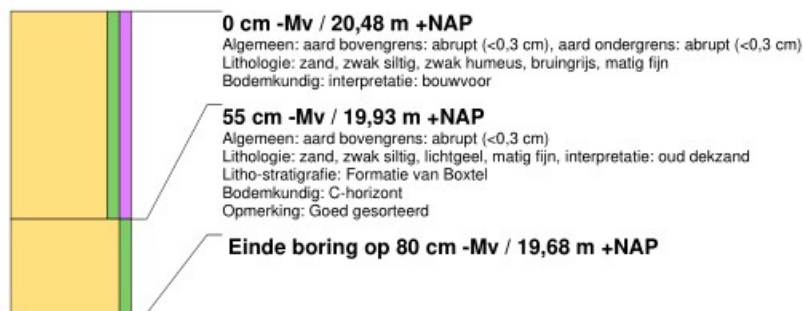 0 cm -Mv / 20,48 m +NAP
Algemeen: aard bovengrens: abrupt (<0,3 cm), aard ondergrens: abrupt (<0,3 cm)
Lithologie: zand, zwak siltig, zwak humeus, bruingrijs, matig fijn
Bodemkundig: interpretatie: bouwvoor
55 cm -Mv / 19,93 m +NAP
Algemeen: aard bovengrens: abrupt (<0,3 cm)
Lithologie: zand, zwak siltig, lichtgeel, matig fijn, interpretatie: oud dekzand
Litho-stratigrafie: Formatie van Boxtel
Bodemkundig: C-horizont
Opmerking: Goed gesorteerd
Einde boring op 80 cm -Mv / 19,68 m +NAP